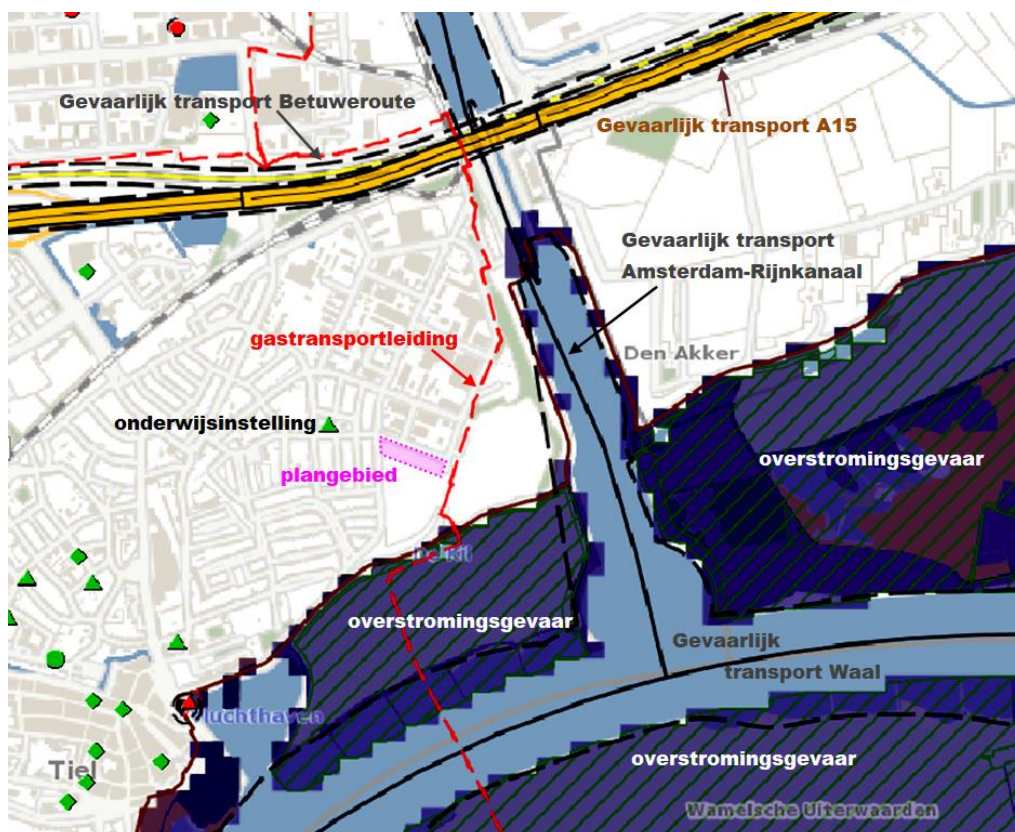 Gevaarlijk transport Betuweroute
Gevaarlijk transport A15
Gevaarlijk transport
Amsterdam-Rijnkanaal
gastransportleiding
Den Akker
onderwijsinstelling
plangebied
overstromingsgevaar
overstromingsgevaar
Gevaarlijk
transport Waal
luchthaven
overstromingsgevaar
Tiel
Wamelsche Uiterwaarden